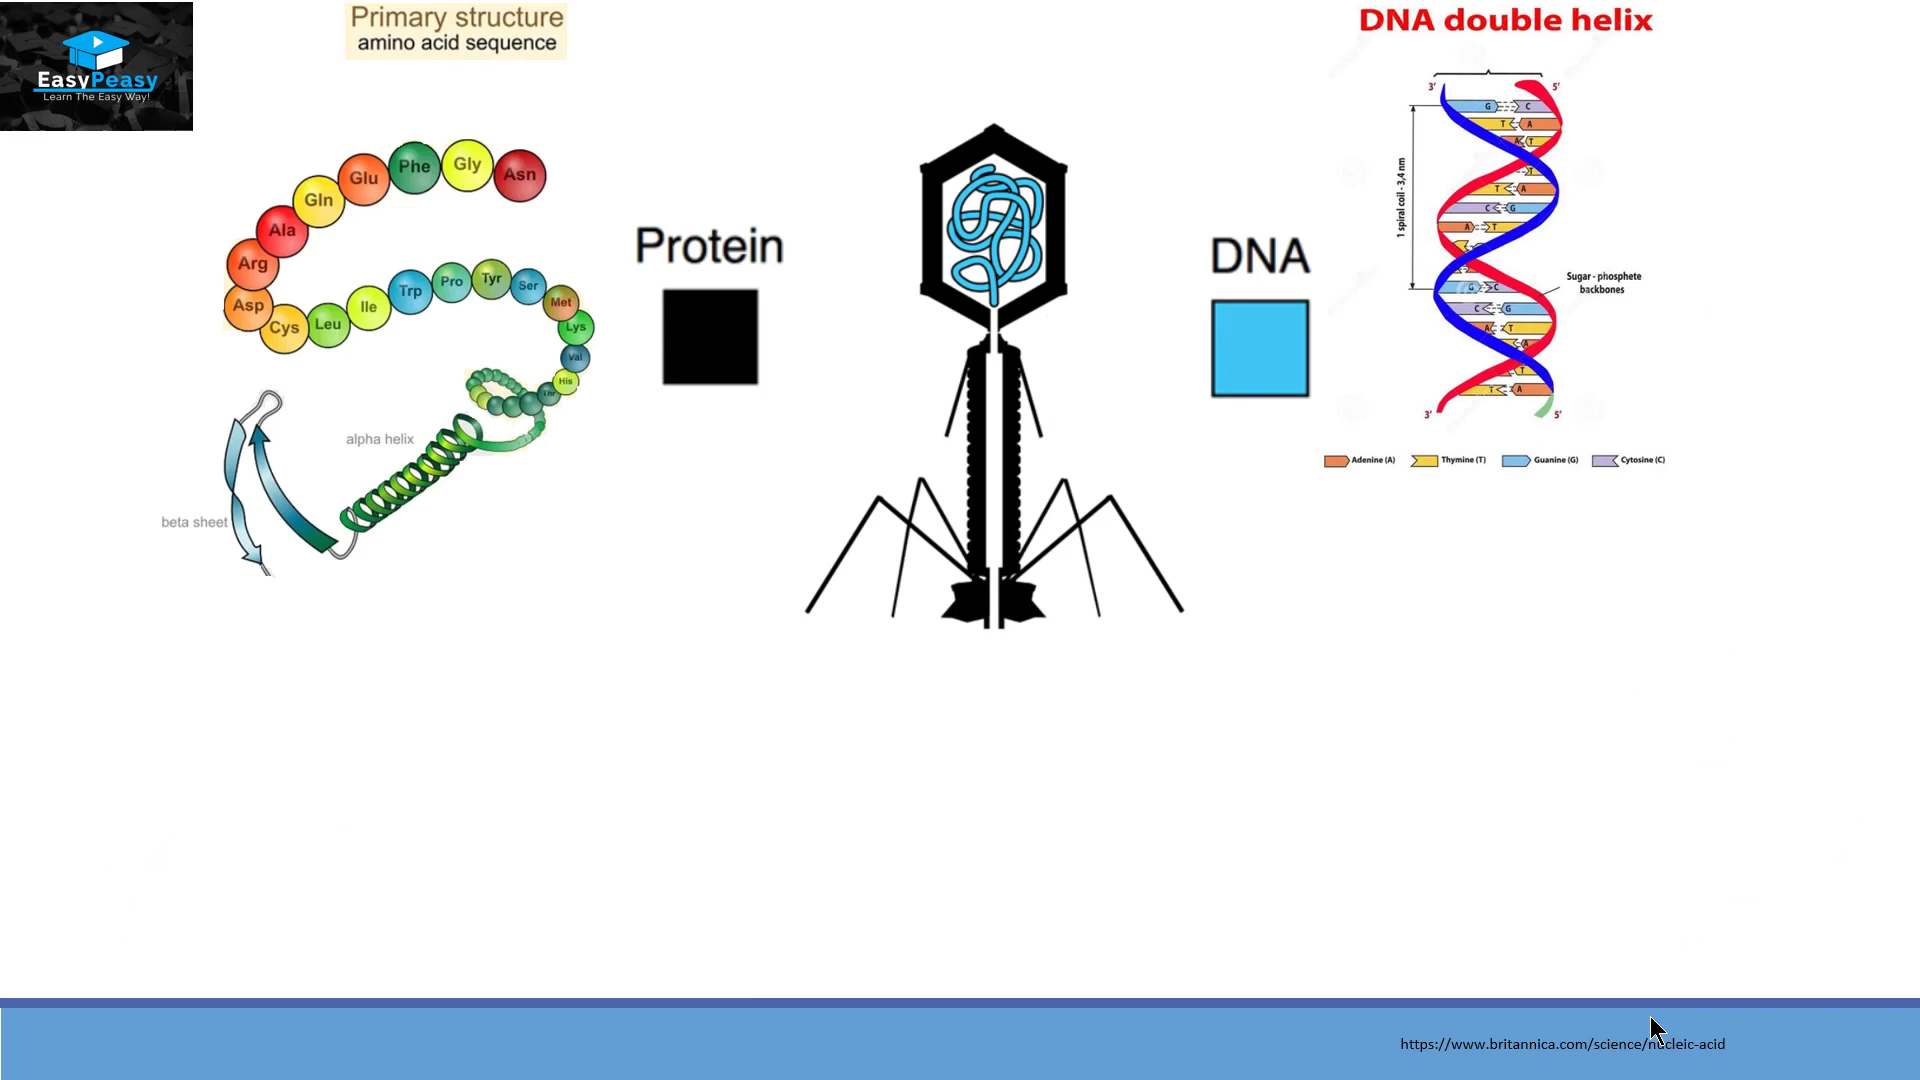 EasyPeasy
Learn The Easy Way!
Primary structure
amino acid sequence
Asn
Gly
Phe
Glu
Gln
Ala
Arg
Asp
Cys
Leu
Ile
Trp
Pro
Tyr
Ser
Met
Lys
Val
His
alpha helix
beta sheet
Protein
DNA
DNA double helix
3'
5'
G C
T A
A T
T
T A
C G
A T
G C
C G
A T
A
T
T A
3'
5'
1 spiral coil - 3,4 nm
Sugar - phosphete
backbones
Adenine (A)
Thymine (T)
Guanine (G)
Cytosine (C)
https://www.britannica.com/science/nucleic-acid